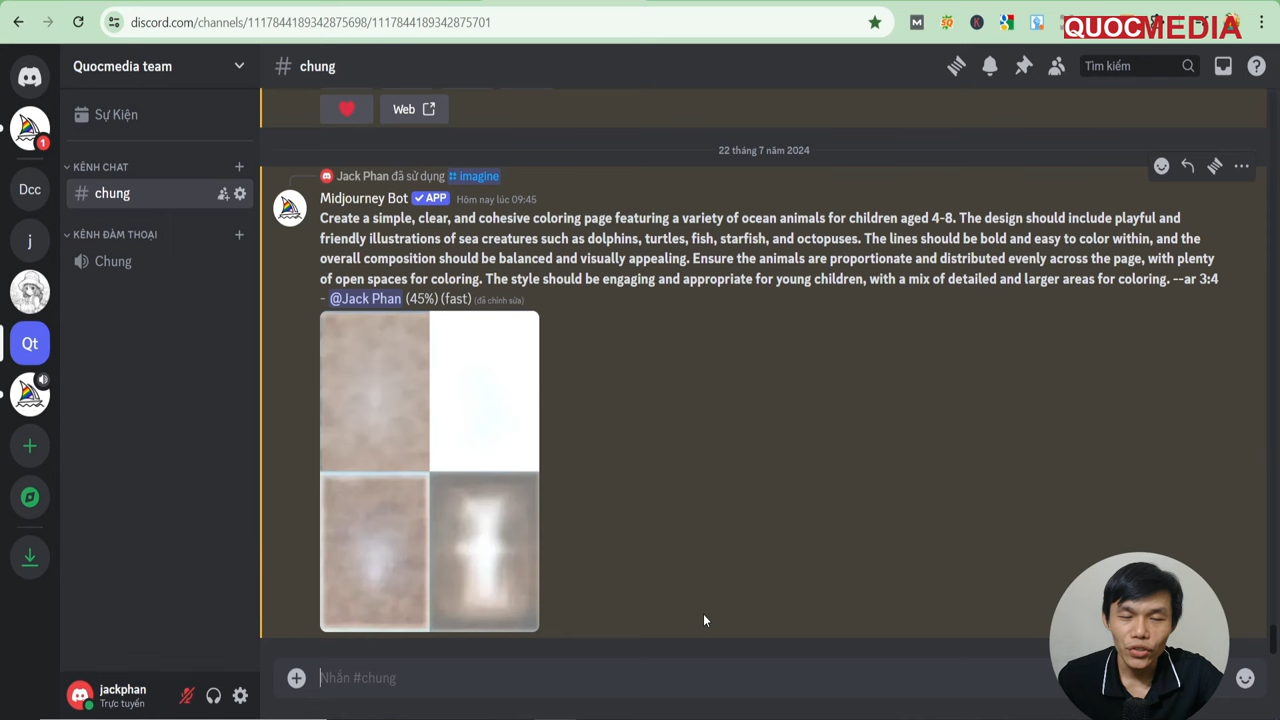 discord.com/channels/1117844189342875698/1117844189342875701
QUOCMEDIA
Quocmedia team
chung
Tìm kiếm
Sự Kiện
Web
KÊNH CHAT
chung
KÊNH ĐÀM THOẠI
Chung
1
Dcc
j
Qt
22 tháng 7 năm 2024
Jack Phan đã sử dụng imagine
Midjourney Bot APP Hôm nay lúc 09:45
Create a simple, clear, and cohesive coloring page featuring a variety of ocean animals for children aged 4-8. The design should include playful and
friendly illustrations of sea creatures such as dolphins, turtles, fish, starfish, and octopuses. The lines should be bold and easy to color within, and the
overall composition should be balanced and visually appealing. Ensure the animals are proportionate and distributed evenly across the page, with plenty
of open spaces for coloring. The style should be engaging and appropriate for young children, with a mix of detailed and larger areas for coloring. --ar 3:4
- @Jack Phan (45%) (fast) (đã chỉnh sửa)
Nhắn #chung
jackphan
Trực tuyến